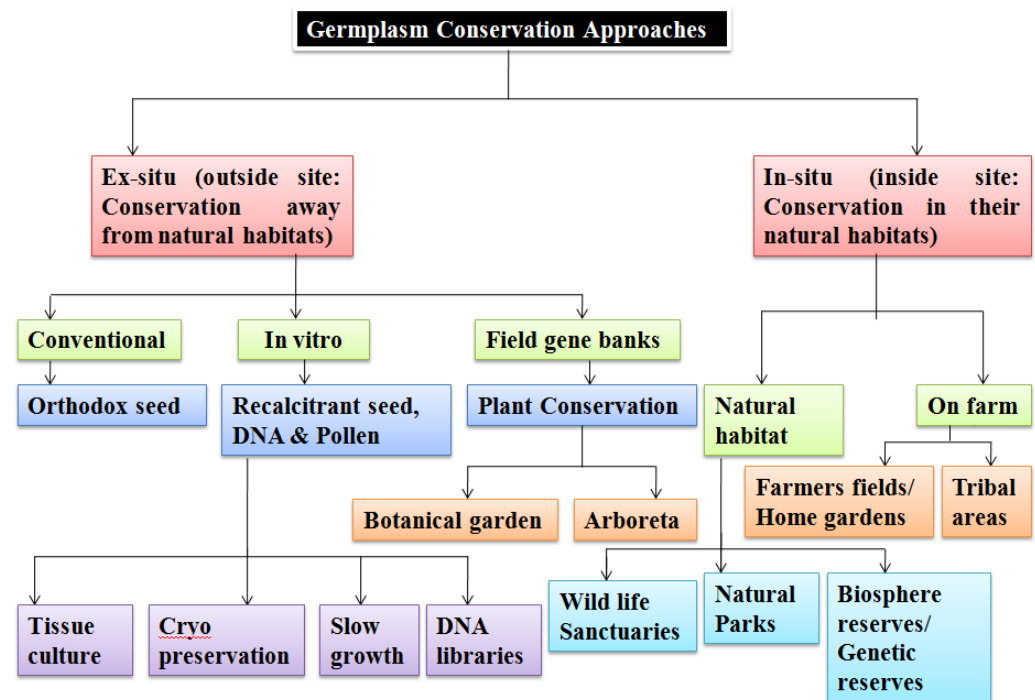 Germplasm Conservation Approaches
Ex-situ (outside site:
Conservation away
from natural habitats)
In-situ (inside site:
Conservation in their
natural habitats)
Conventional
In vitro
Field gene banks
Orthodox seed
Recalcitrant seed,
DNA & Pollen
Plant Conservation
Natural
habitat
On farm
Botanical garden
Arboreta
Farmers fields/
Home gardens
Tribal
areas
Tissue
culture
Cryo
preservation
Slow
growth
DNA
libraries
Wild life
Sanctuaries
Natural
Parks
Biosphere
reserves/
Genetic
reserves